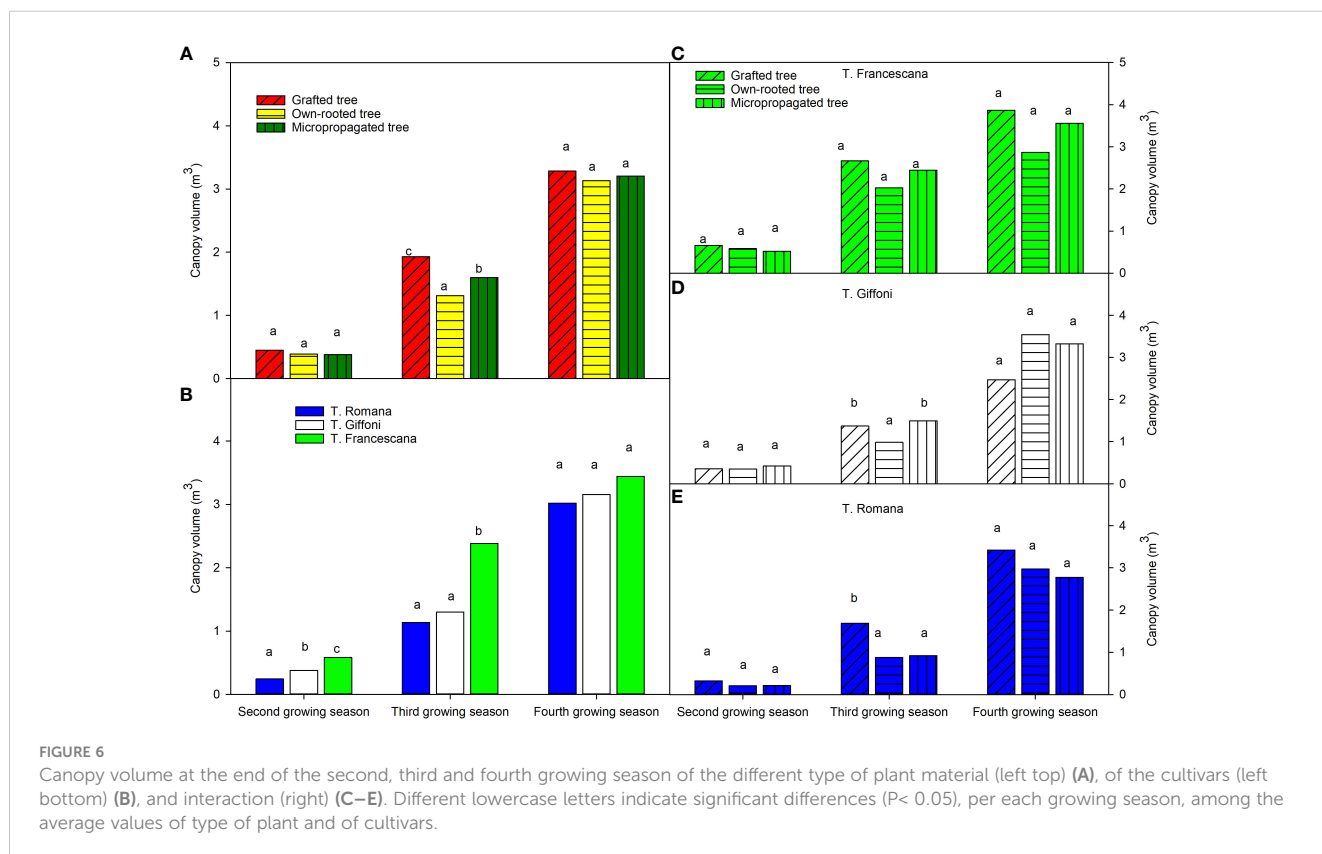 A
5
4
3
2
1
0
Canopy volume (m3)
Grafted tree
Own-rooted tree
Micropropagated tree
a a a
c a b
a a a
B
4
3
2
1
0
Canopy volume (m3)
T. Romana
T. Giffoni
T. Francescana
a b c
a a b
a a a
Second growing season Third growing season Fourth growing season
C
T. Francescana
Grafted tree
Own-rooted tree
Micropropagated tree
a a a
a a a
a a a
5
4
3
2
1
0
Canopy volume (m3)
D
T. Giffoni
a a a
b a b
a a a
4
3
2
1
0
Canopy volume (m3)
E
T. Romana
a a a
b a a
a a a
4
3
2
1
0
Canopy volume (m3)
Second growing season Third growing season Fourth growing season
FIGURE 6
Canopy volume at the end of the second, third and fourth growing season of the different type of plant material (left top) (A), of the cultivars (left
bottom) (B), and interaction (right) (C–E). Different lowercase letters indicate significant differences (P< 0.05), per each growing season, among the
average values of type of plant and of cultivars.